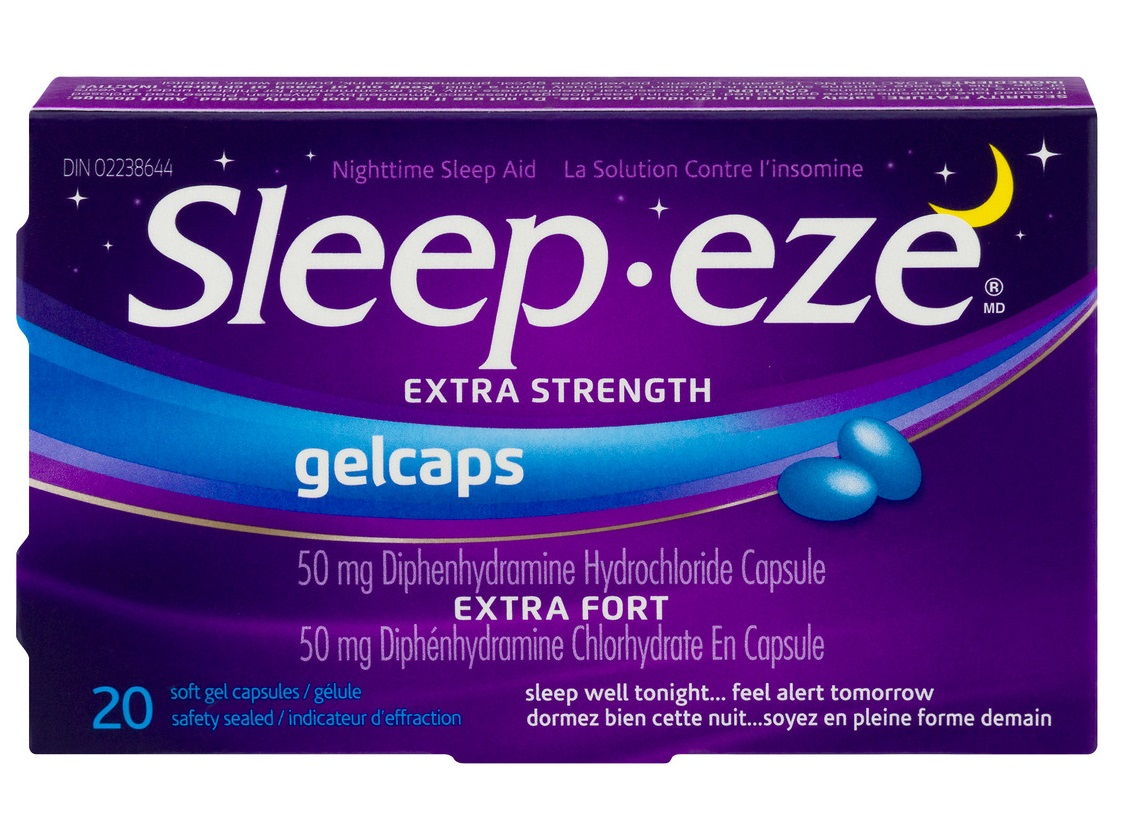 DIN 02238644
Nighttime Sleep Aid La Solution Contre l'insomine
Sleep•eze
® MD
EXTRA STRENGTH
gelcaps
50 mg Diphenhydramine Hydrochloride Capsule
EXTRA FORT
50 mg Diphénhydramine Chlorhydrate En Capsule
20 soft gel capsules / gélule
safety sealed / indicateur d'effraction
sleep well tonight... feel alert tomorrow
dormez bien cette nuit...soyez en pleine forme demain